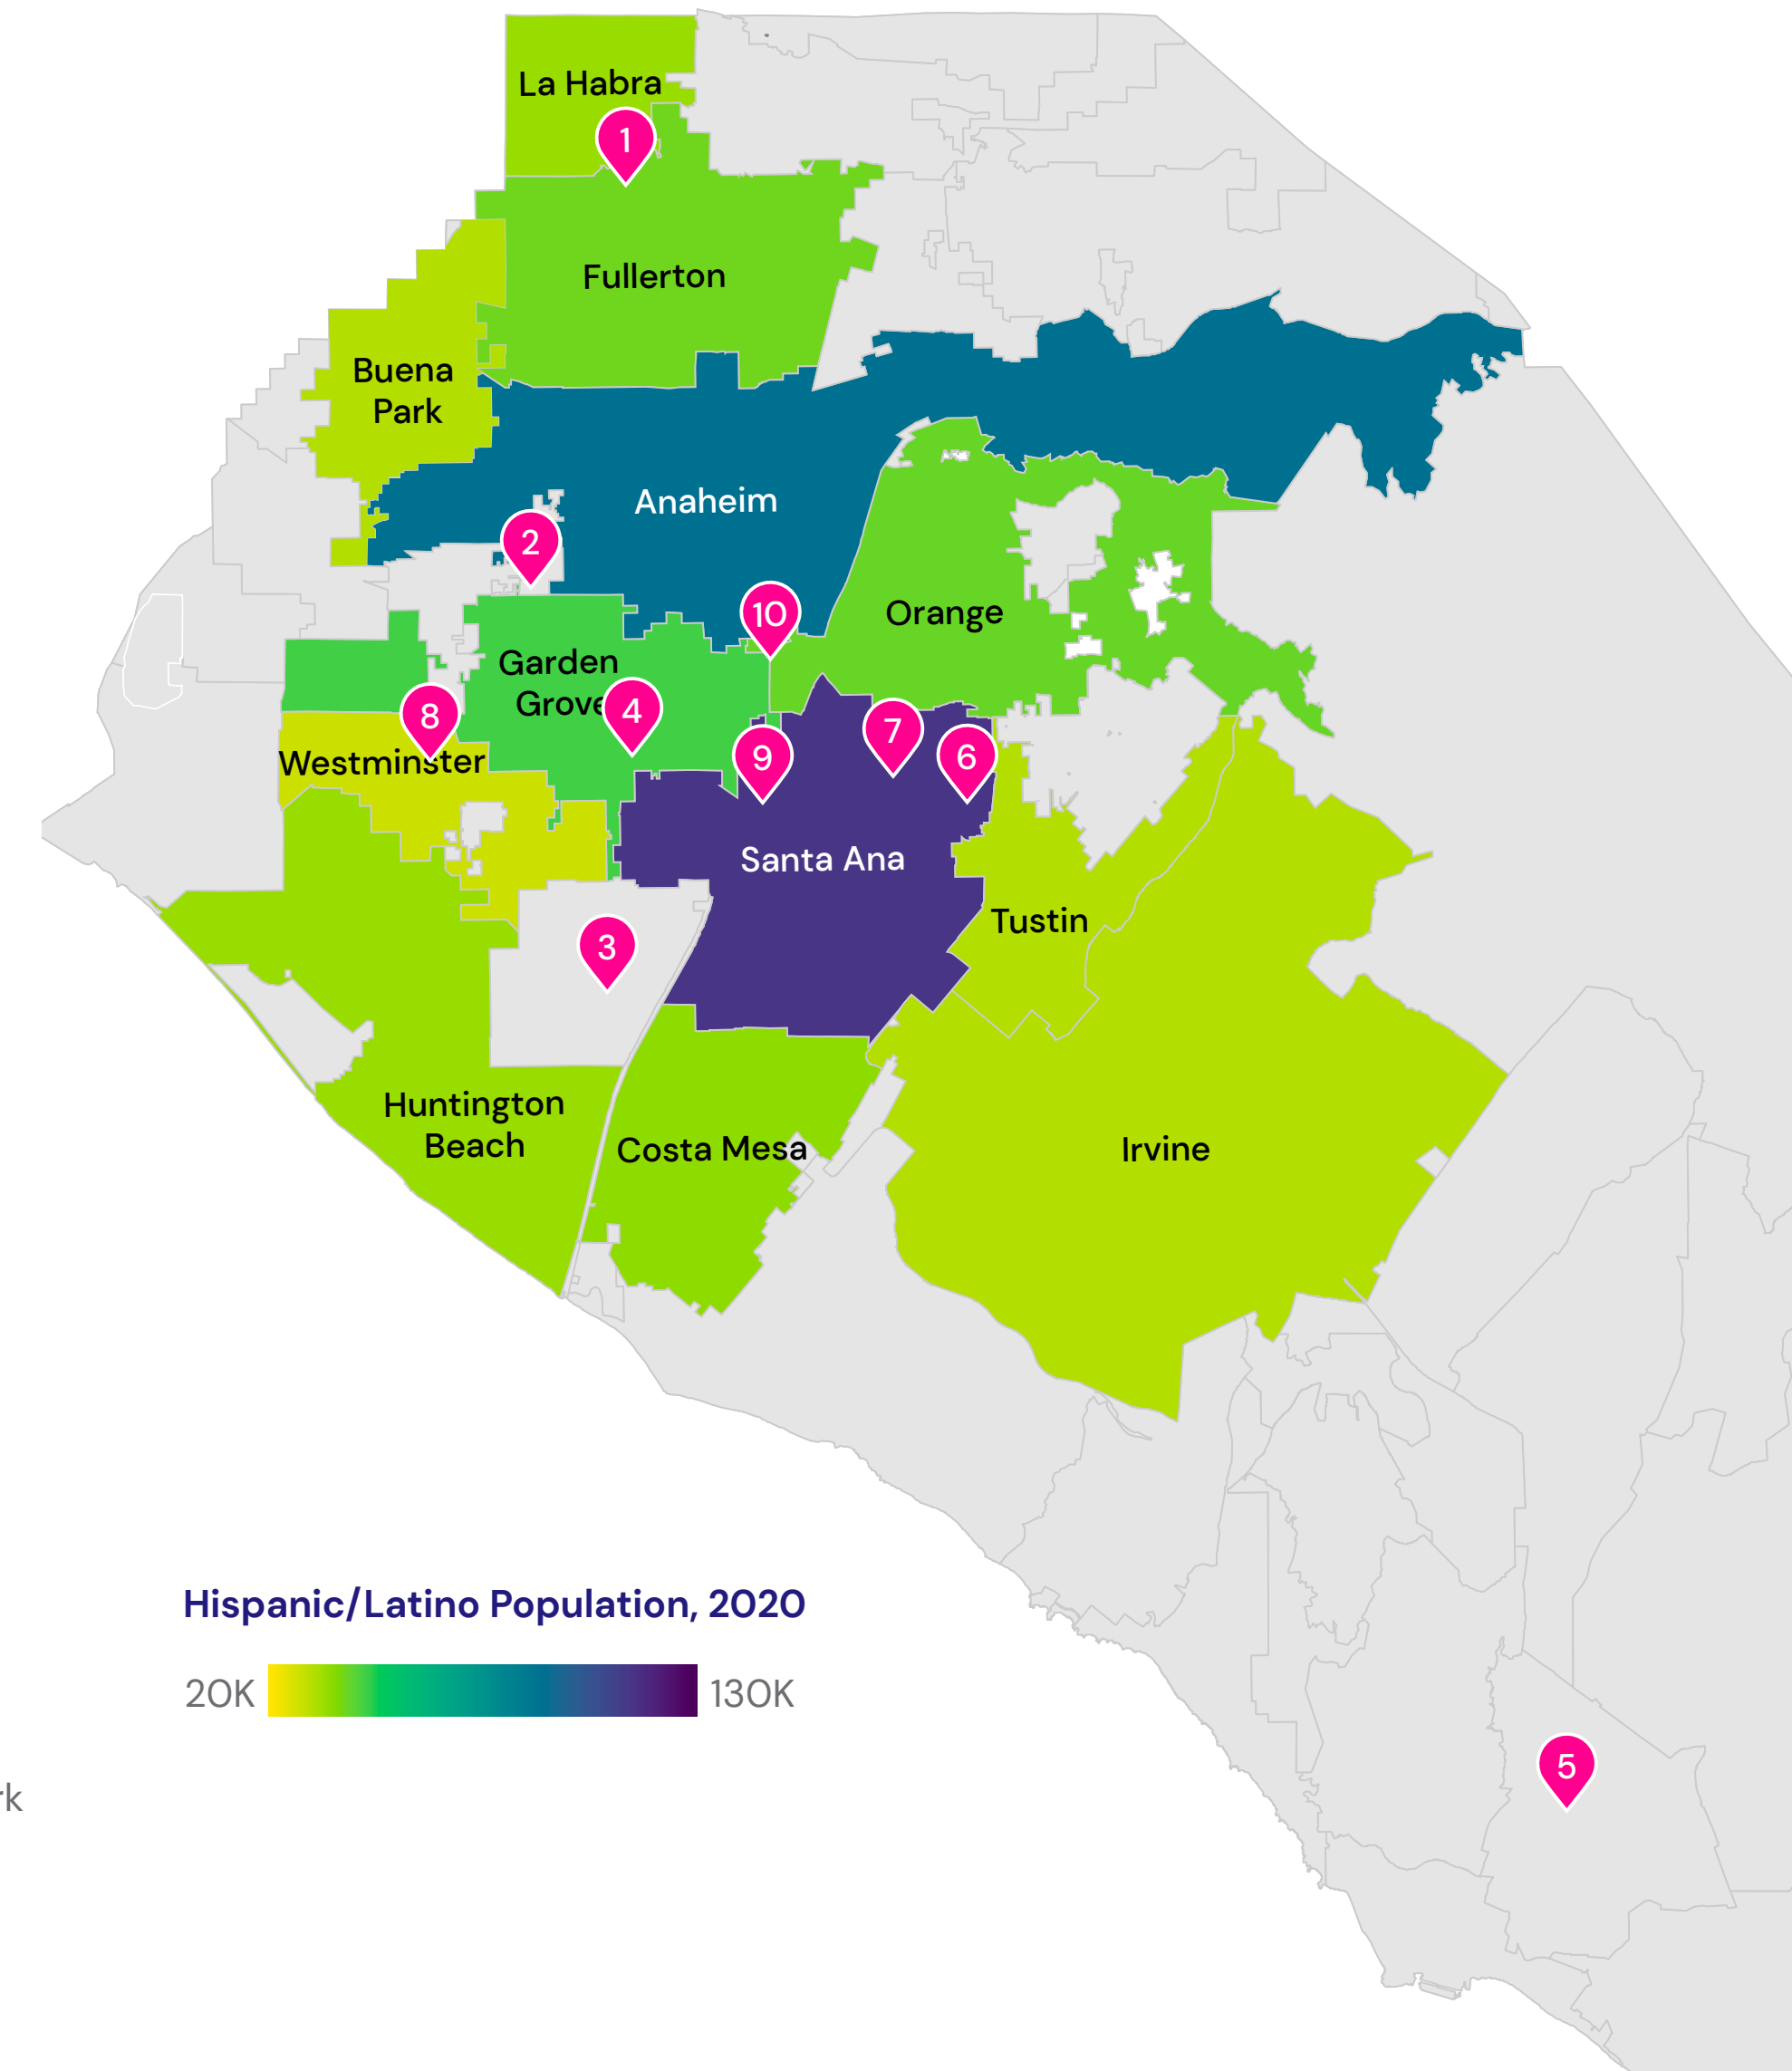 La Habra
1
Fullerton
Buena
Park
Anaheim
2
10
Orange
Garden
Grove
4
8
7
9
6
Westminster
Santa Ana
Tustin
3
Huntington
Beach
Costa Mesa
Irvine
Hispanic/Latino Population, 2020
20K
130K
5
rk